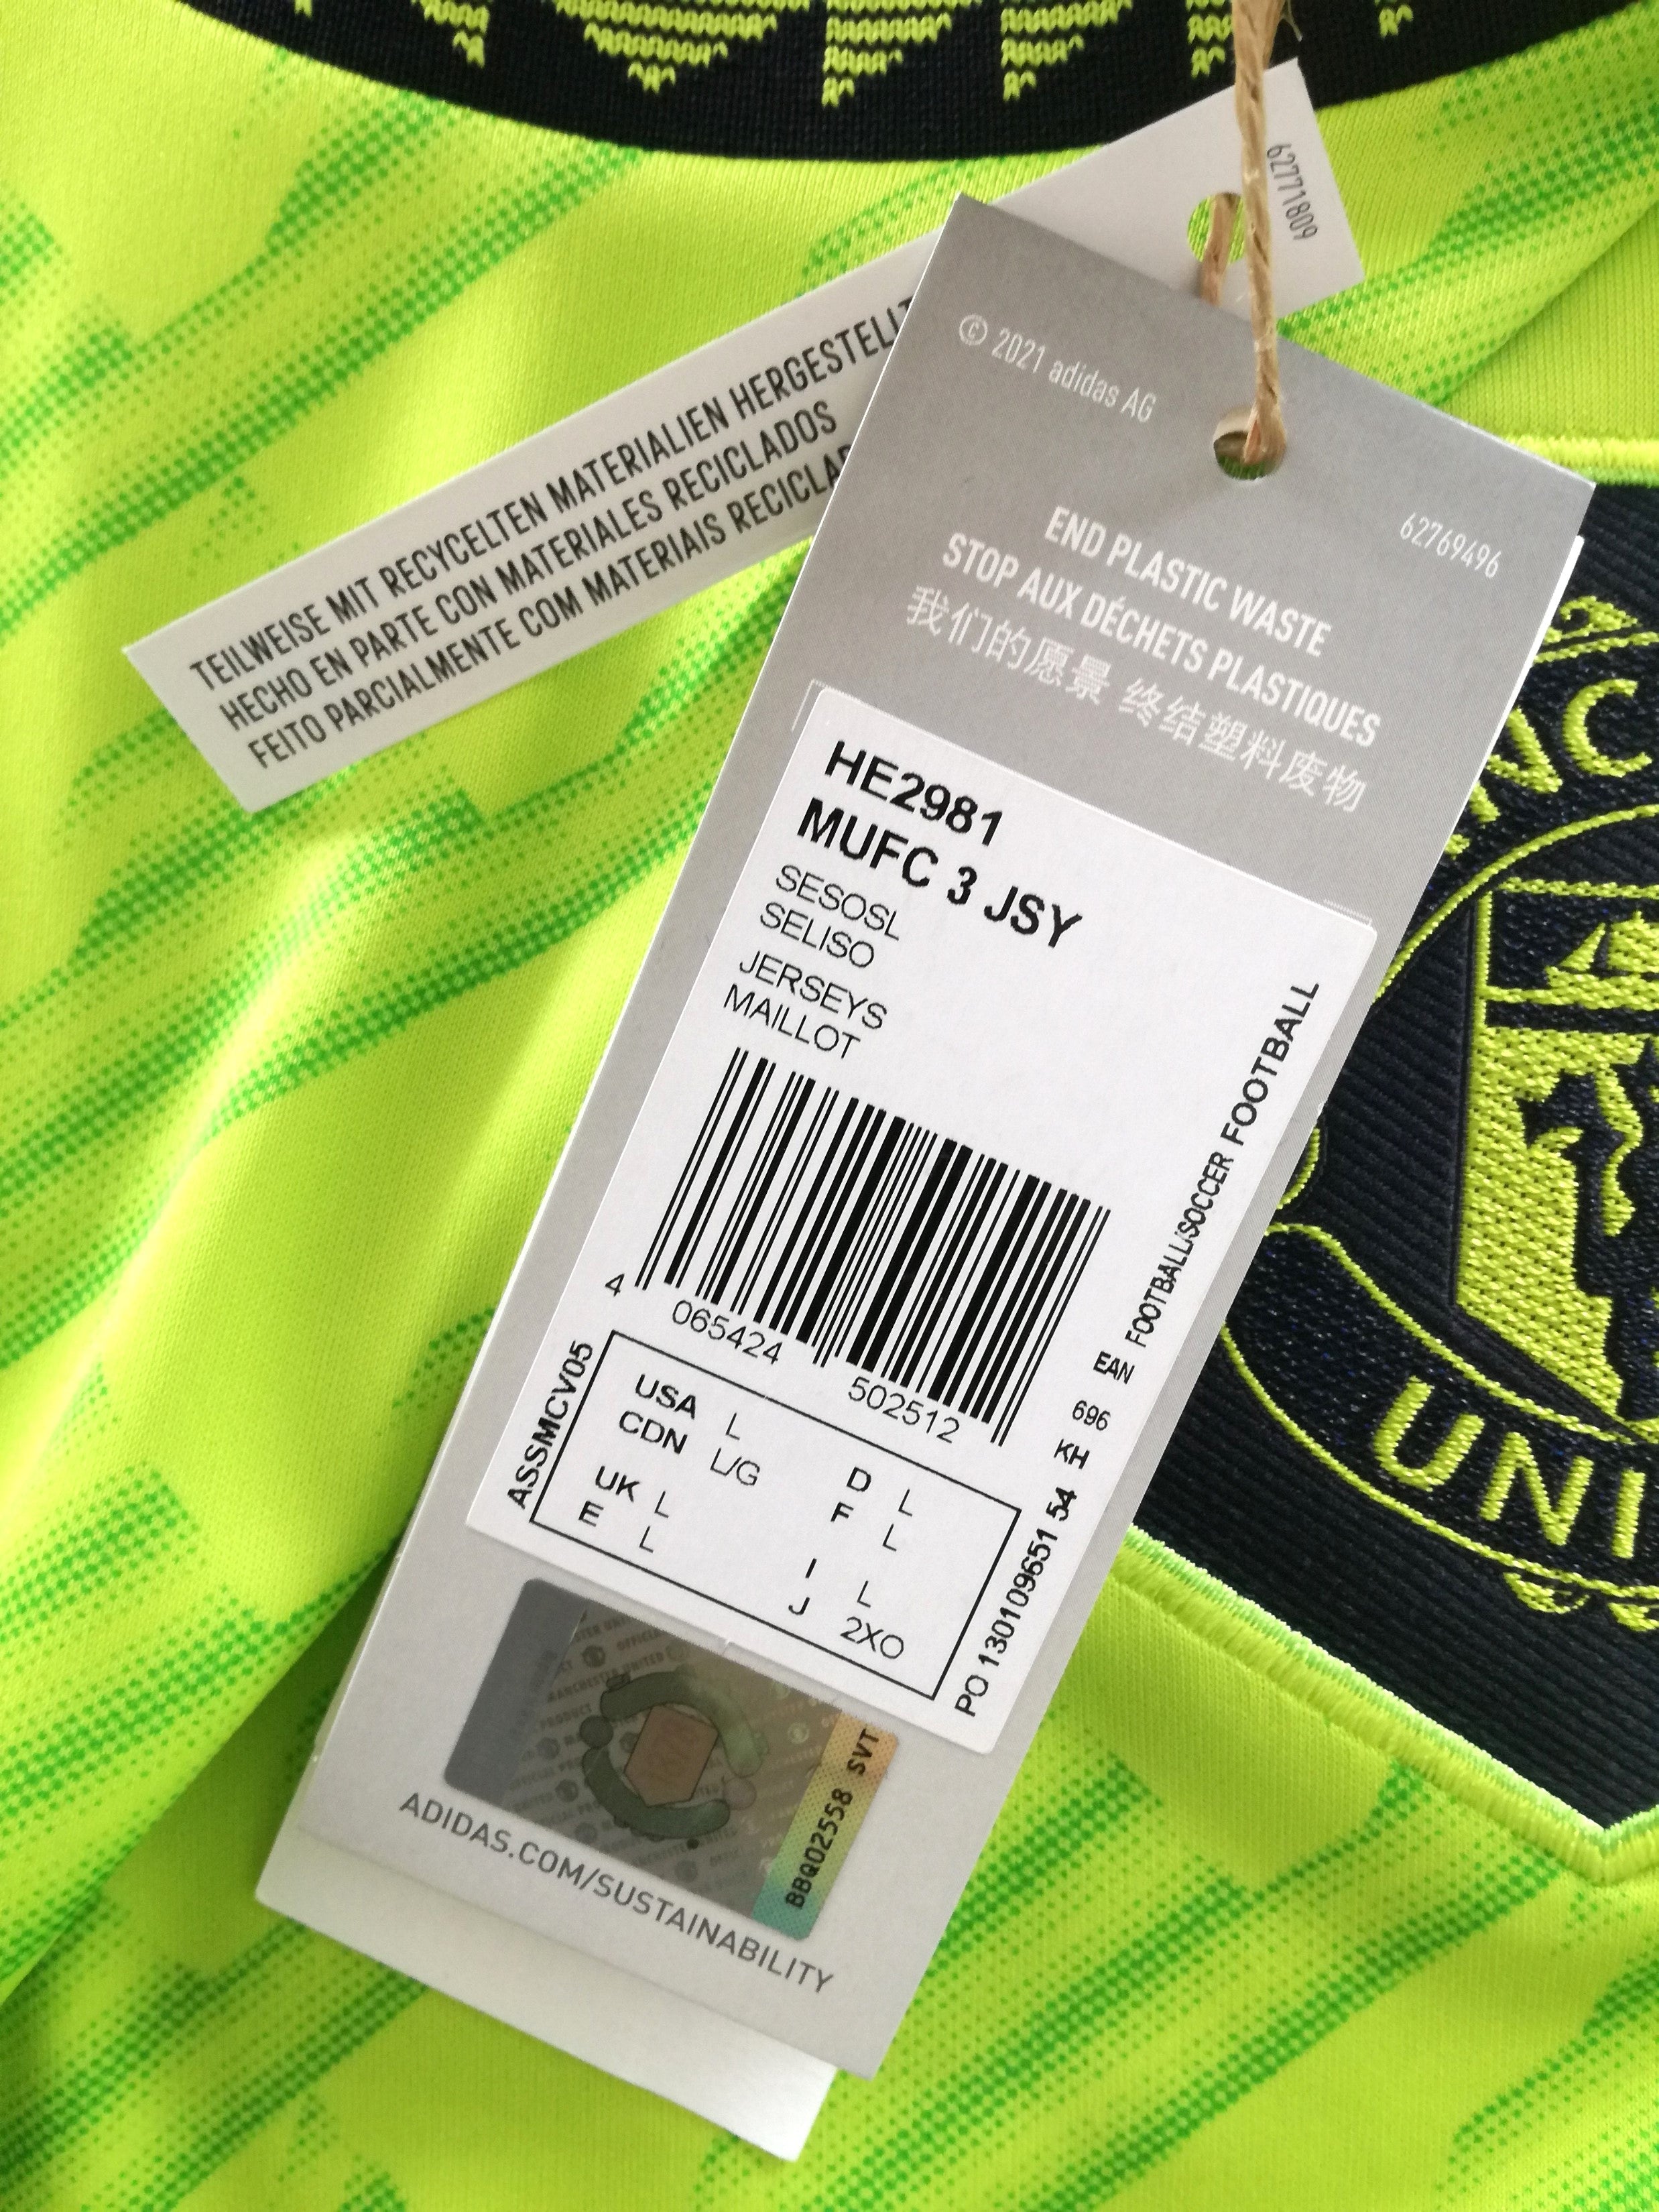 62771809
TEILWEISE MIT RECYCELTEN MATERIALIEN HERGESTELLT
HECHO EN PARTE CON MATERIALES RECICLADOS
FEITO PARCIALMENTE COM MATERIAIS
© 2021 adidas AG
62769496
END PLASTIC WASTE
STOP AUX DÉCHETS PLASTIQUES
我们的愿景 终结塑料废物
HE2981
MUFC 3 JSY
SESOSL
SELISO
JERSEYS
MAILLOT
4 065424 502512
EAN FOOTBALL/SOCCER FOOTBALL
696
KH
PO 130109651 54
ASSMCV05
USA L
CDN L/G
UK L
E L
D L
F L
I L
J 2XO
BBQ02558 SVT
ADIDAS.COM/SUSTAINABILITY
UNI